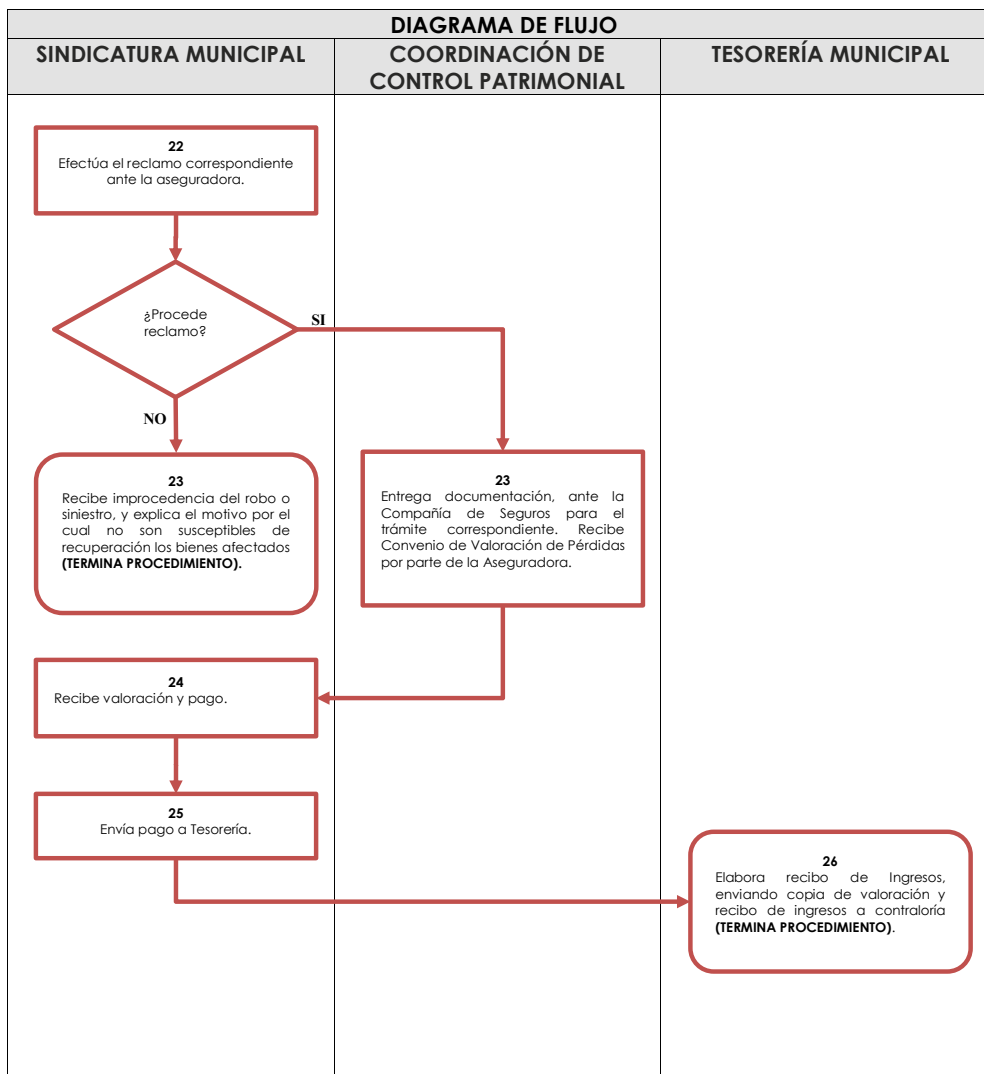 DIAGRAMA DE FLUJO
SINDICATURA MUNICIPAL
COORDINACIÓN DE
CONTROL PATRIMONIAL
TESORERÍA MUNICIPAL
22
Efectúa el reclamo correspondiente
ante la aseguradora.
¿Procede
reclamo?
SI
NO
23
Recibe improcedencia del robo o
siniestro, y explica el motivo por el
cual no son susceptibles de
recuperación los bienes afectados
(TERMINA PROCEDIMIENTO).
23
Entrega documentación, ante la
Compañía de Seguros para el
trámite correspondiente. Recibe
Convenio de Valoración de Pérdidas
por parte de la Aseguradora.
24
Recibe valoración y pago.
25
Envía pago a Tesorería.
26
Elabora recibo de Ingresos,
enviando copia de valoración y
recibo de ingresos a contraloría
(TERMINA PROCEDIMIENTO).